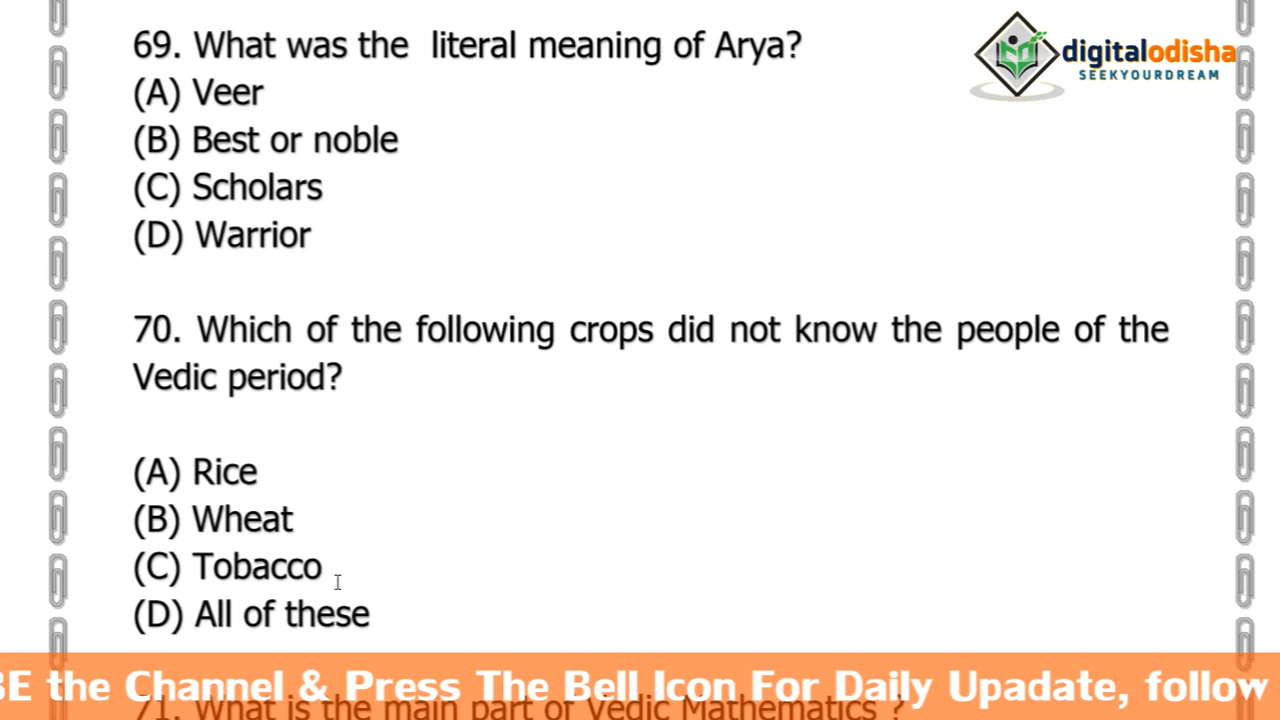 69. What was the literal meaning of Arya?
digitalodisha
SEEKYOURDREAM
(A) Veer
(B) Best or noble
(C) Scholars
(D) Warrior
70. Which of the following crops did not know the people of the
Vedic period?
(A) Rice
(B) Wheat
(C) Tobacco
(D) All of these
BE the Channel & Press The Bell Icon For Daily Upadate, follow
71. What is the main part of Vedic Mathematics ?